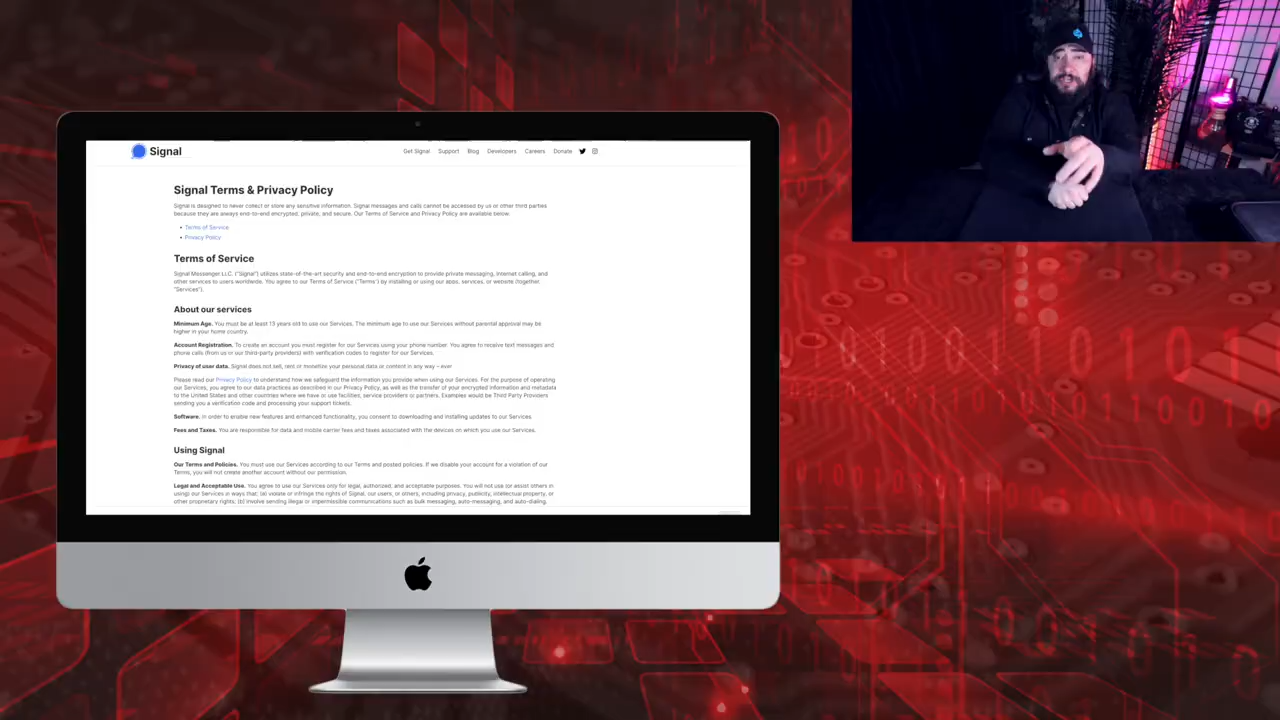 Signal
Get Signal Support Blog Developers Careers Donate
Signal Terms & Privacy Policy
Signal is designed to never collect or store any sensitive information. Signal messages and calls cannot be accessed by us or other third parties
because they are always end-to-end encrypted, private, and secure. Our Terms of Service and Privacy Policy are available below.
• Terms of Service
• Privacy Policy
Terms of Service
Signal Messenger LLC. ("Signal") utilizes state-of-the-art security and end-to-end encryption to provide private messaging, Internet calling, and
other services to users worldwide. You agree to our Terms of Service ("Terms") by installing or using our apps, services, or website (together,
"Services").
About our services
Minimum Age. You must be at least 13 years old to use our Services. The minimum age to use our Services without parental approval may be
higher in your home country.
Account Registration. To create an account you must register for our Services using your phone number. You agree to receive text messages and
phone calls (from us or our third-party providers) with verification codes to register for our Services.
Privacy of user data. Signal does not sell, rent or monetize your personal data or content in any way – ever.
Please read our Privacy Policy to understand how we safeguard the information you provide when using our Services. For the purpose of operating
our Services, you agree to our data practices as described in our Privacy Policy, as well as the transfer of your encrypted information and metadata
to the United States and other countries where we have or use facilities, service providers or partners. Examples would be Third Party Providers
sending you a verification code and processing your support tickets.
Software. In order to enable new features and enhanced functionality, you consent to downloading and installing updates to our Services.
Fees and Taxes. You are responsible for data and mobile carrier fees and taxes associated with the devices on which you use our Services.
Using Signal
Our Terms and Policies. You must use our Services according to our Terms and posted policies. If we disable your account for a violation of our
Terms, you will not create another account without our permission.
Legal and Acceptable Use. You agree to use our Services only for legal, authorized, and acceptable purposes. You will not use (or assist others in
using) our Services in ways that: (a) violate or infringe the rights of Signal, our users, or others, including privacy, publicity, intellectual property, or
other proprietary rights; (b) involve sending illegal or impermissible communications such as bulk messaging, auto-messaging, and auto-dialing.